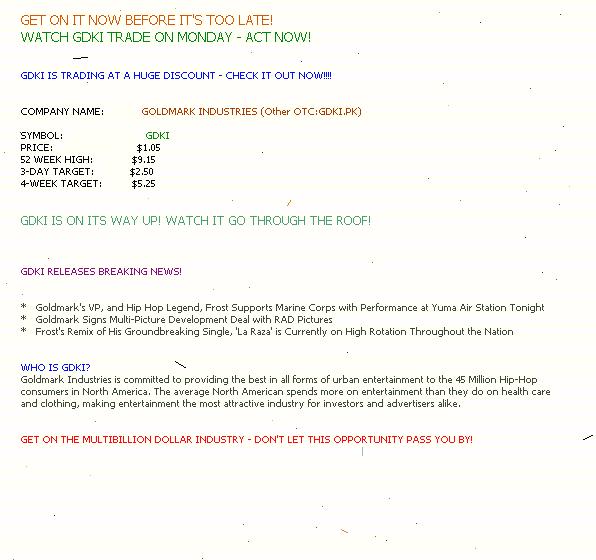 GET ON IT NOW BEFORE IT'S TOO LATE!
WATCH GDKI TRADE ON MONDAY - ACT NOW!
GDKI IS TRADING AT A HUGE DISCOUNT - CHECK IT OUT NOW!!!!
COMPANY NAME: GOLDMARK INDUSTRIES (Other OTC:GDKI.PK)
SYMBOL: GDKI
PRICE: $1.05
52 WEEK HIGH: $9.15
3-DAY TARGET: $2.50
4-WEEK TARGET: $5.25
GDKI IS ON ITS WAY UP! WATCH IT GO THROUGH THE ROOF!
GDKI RELEASES BREAKING NEWS!
* Goldmark's VP, and Hip Hop Legend, Frost Supports Marine Corps with Performance at Yuma Air Station Tonight
* Goldmark Signs Multi-Picture Development Deal with RAD Pictures
* Frost's Remix of His Groundbreaking Single, 'La Raza' is Currently on High Rotation Throughout the Nation
WHO IS GDKI?
Goldmark Industries is committed to providing the best in all forms of urban entertainment to the 45 Million Hip-Hop
consumers in North America. The average North American spends more on entertainment than they do on health care
and clothing, making entertainment the most attractive industry for investors and advertisers alike.
GET ON THE MULTIBILLION DOLLAR INDUSTRY - DON'T LET THIS OPPORTUNITY PASS YOU BY!